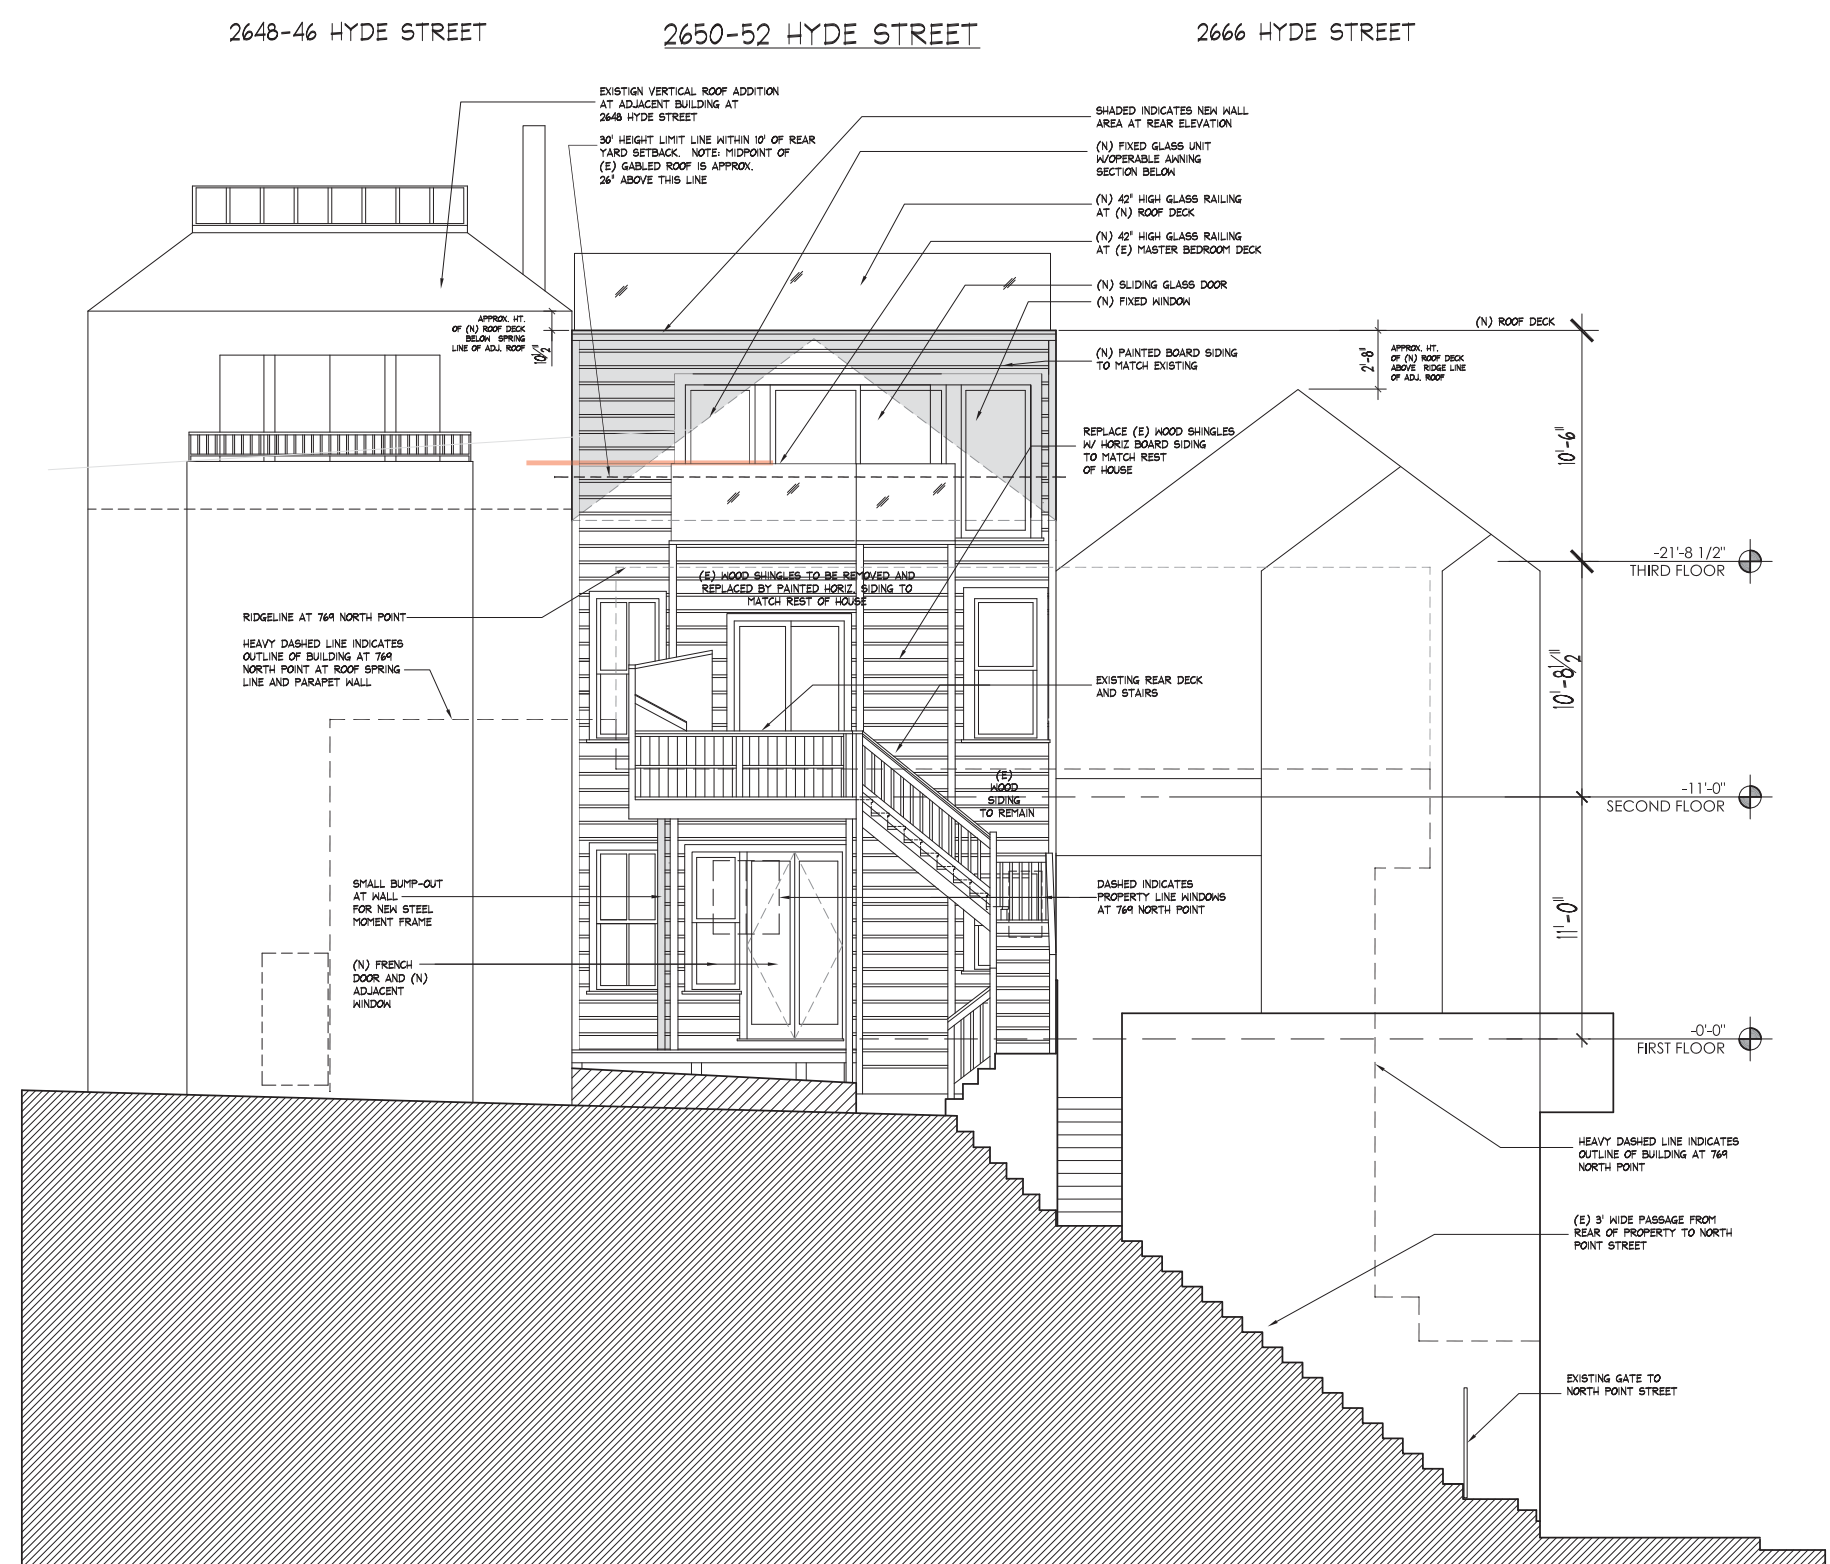 2648-46 HYDE STREET
2650-52 HYDE STREET
2666 HYDE STREET
EXISTIGN VERTICAL ROOF ADDITION
AT ADJACENT BUILDING AT
2648 HYDE STREET
30' HEIGHT LIMIT LINE WITHIN 10' OF REAR
YARD SETBACK. NOTE: MIDPOINT OF
(E) GABLED ROOF IS APPROX.
26" ABOVE THIS LINE
SHADED INDICATES NEW WALL
AREA AT REAR ELEVATION
(N) FIXED GLASS UNIT
W/OPERABLE AWNING
SECTION BELOW
(N) 42" HIGH GLASS RAILING
AT (N) ROOF DECK
(N) 42" HIGH GLASS RAILING
AT (E) MASTER BEDROOM DECK
(N) SLIDING GLASS DOOR
(N) FIXED WINDOW
APPROX. HT.
OF (N) ROOF DECK
BELOW SPRING
LINE OF ADJ. ROOF
10 1/2"
(N) ROOF DECK
2'-8"
APPROX. HT.
OF (N) ROOF DECK
ABOVE RIDGE LINE
OF ADJ. ROOF
(N) PAINTED BOARD SIDING
TO MATCH EXISTING
REPLACE (E) WOOD SHINGLES
W/ HORIZ BOARD SIDING
TO MATCH REST
OF HOUSE
10'-6"
-21'-8 1/2"
THIRD FLOOR
(E) WOOD SHINGLES TO BE REMOVED AND
REPLACED BY PAINTED HORIZ. SIDING TO
MATCH REST OF HOUSE
RIDGELINE AT 769 NORTH POINT
HEAVY DASHED LINE INDICATES
OUTLINE OF BUILDING AT 769
NORTH POINT AT ROOF SPRING
LINE AND PARAPET WALL
EXISTING REAR DECK
AND STAIRS
10'-8 1/2"
(E)
WOOD
SIDING
TO REMAIN
-11'-0"
SECOND FLOOR
SMALL BUMP-OUT
AT WALL
FOR NEW STEEL
MOMENT FRAME
DASHED INDICATES
PROPERTY LINE WINDOWS
AT 769 NORTH POINT
11'-0"
(N) FRENCH
DOOR AND (N)
ADJACENT
WINDOW
-0'-0"
FIRST FLOOR
HEAVY DASHED LINE INDICATES
OUTLINE OF BUILDING AT 769
NORTH POINT
(E) 3' WIDE PASSAGE FROM
REAR OF PROPERTY TO NORTH
POINT STREET
EXISTING GATE TO
NORTH POINT STREET